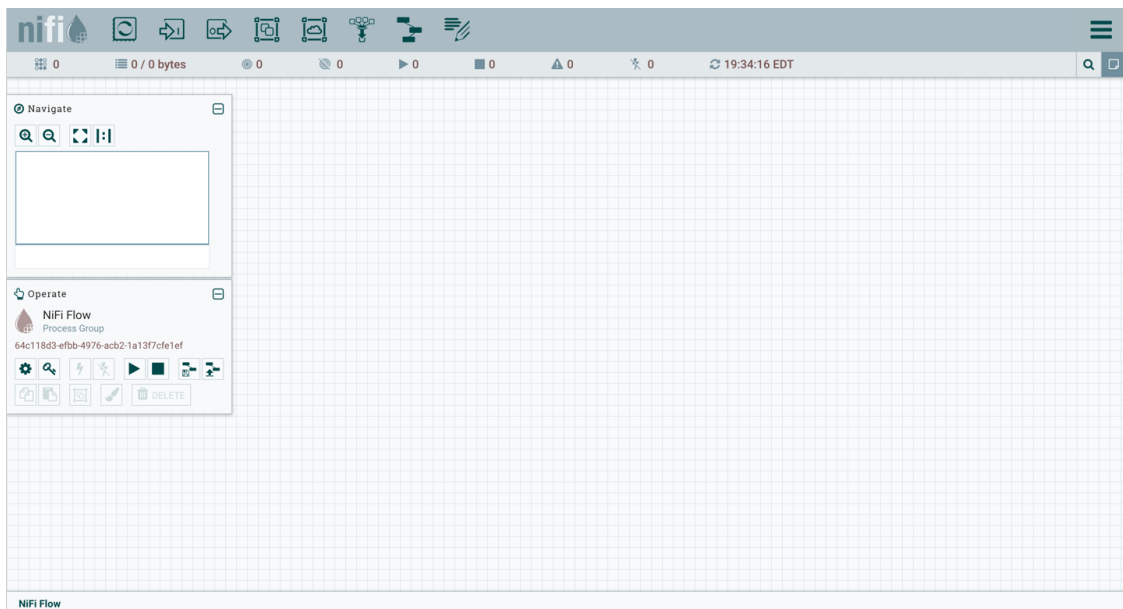 nifi
0
0 / 0 bytes
0
0
0
0
0
0
19:34:16 EDT
Navigate
Operate
NiFi Flow
Process Group
64c118d3-efbb-4976-acb2-1a13f7cfe1ef
DELETE
NiFi Flow